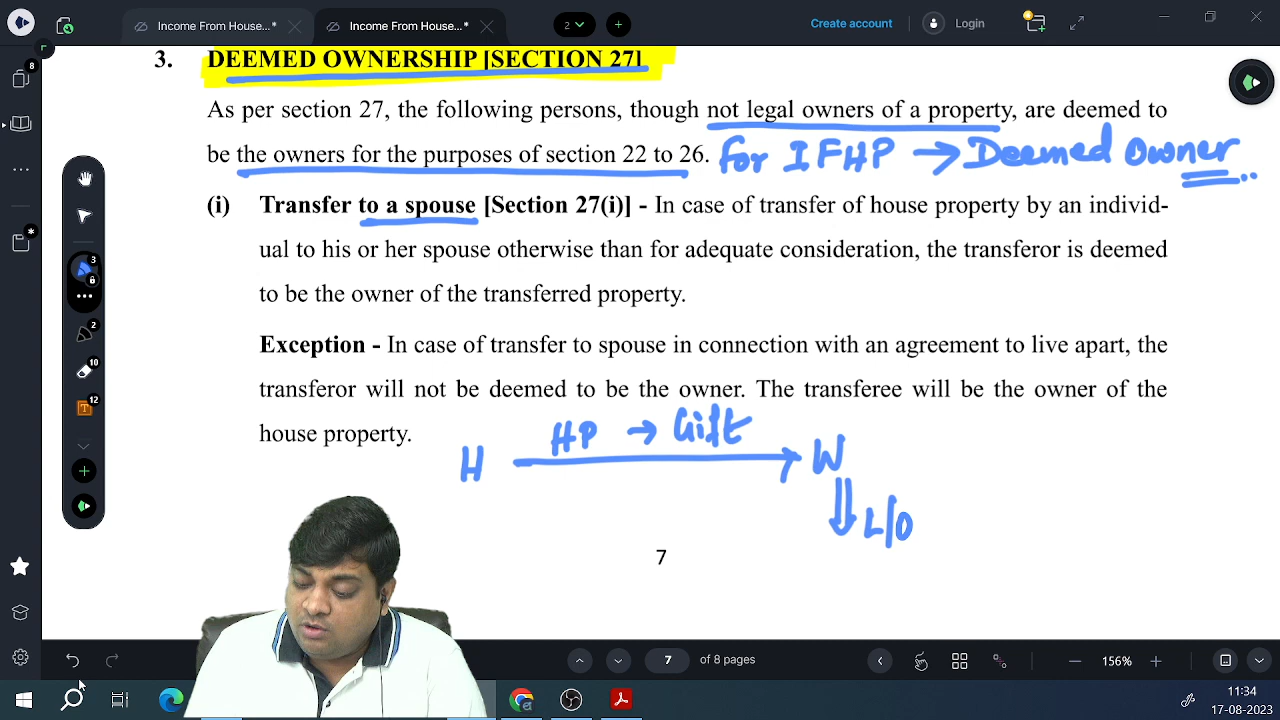 Income From House...*
Income From House...*
2
Create account
Login
8
3. DEEMED OWNERSHIP [SECTION 27]
As per section 27, the following persons, though not legal owners of a property, are deemed to
be the owners for the purposes of section 22 to 26. for IFHP → Deemed Owner
(i) Transfer to a spouse [Section 27(i)] - In case of transfer of house property by an individ-
ual to his or her spouse otherwise than for adequate consideration, the transferor is deemed
to be the owner of the transferred property.
Exception - In case of transfer to spouse in connection with an agreement to live apart, the
transferor will not be deemed to be the owner. The transferee will be the owner of the
house property.
HP → Gift
H W
L/O
7
3
2
10
12
7 of 8 pages
156%
11:34
17-08-2023